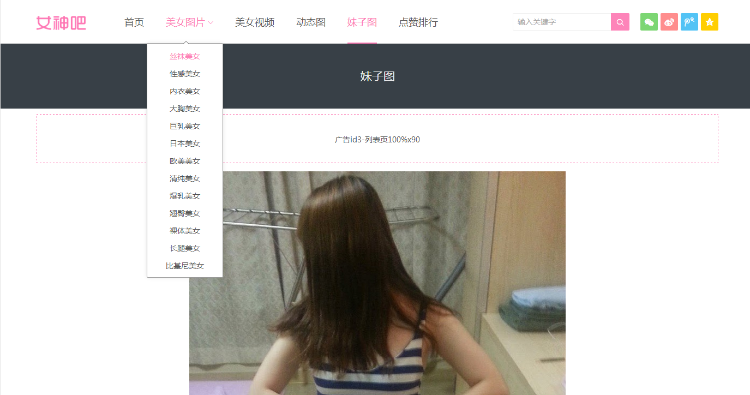 女神吧
首页 美女图片 美女视频 动态图 妹子图 点赞排行
输入关键字
丝袜美女
性感美女
内衣美女
大胸美女
巨乳美女
日本美女
欧美美女
清纯美女
爆乳美女
翘臀美女
裸体美女
长腿美女
比基尼美女
妹子图
广告id3-列表页100%x90